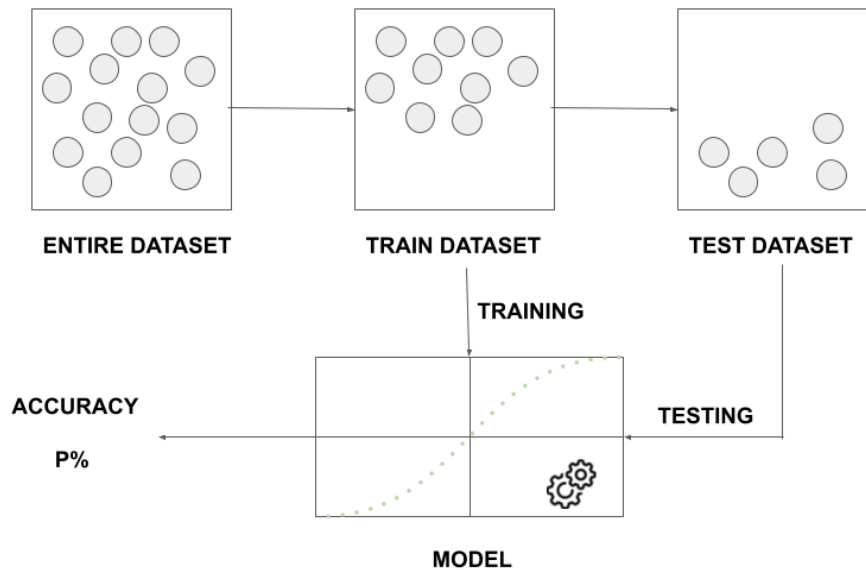 ENTIRE DATASET
TRAIN DATASET
TEST DATASET
TRAINING
ACCURACY
P%
TESTING
MODEL